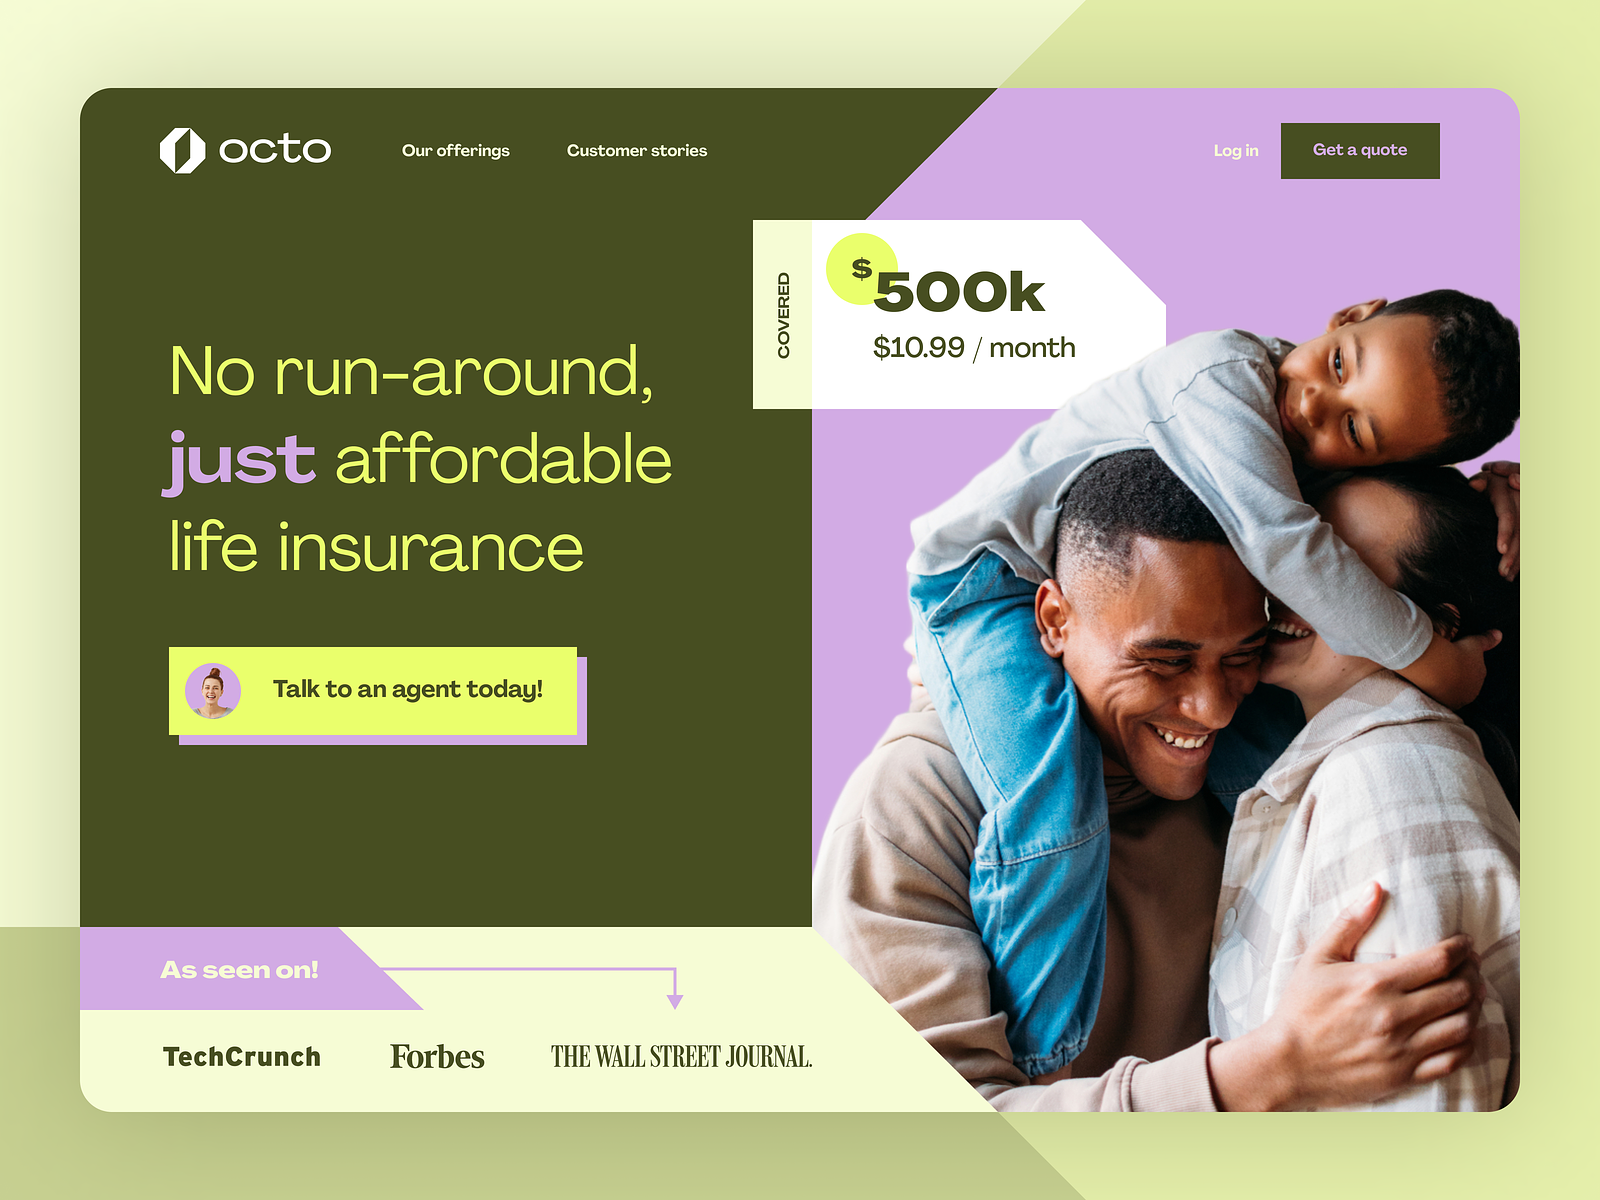 octo
Our offerings
Customer stories
Log in
Get a quote
COVERED
$500k
$10.99 / month
No run-around,
just affordable
life insurance
Talk to an agent today!
As seen on!
TechCrunch
Forbes
THE WALL STREET JOURNAL.